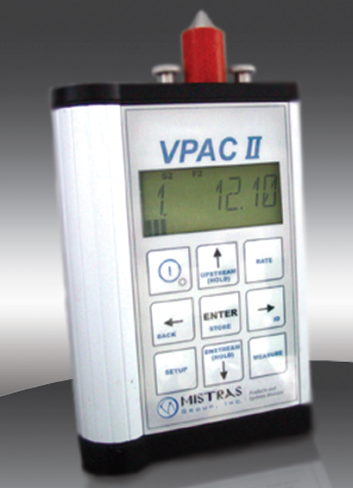 VPAC II
S2 F2
1. 12.10
UPSTREAM
(HOLD)
RATE
BACK
ENTER
STORE
ID
SETUP
DNSTREAM
(HOLD)
MEASURE
MISTRAS
GROUP, INC.
Products and
Systems Division